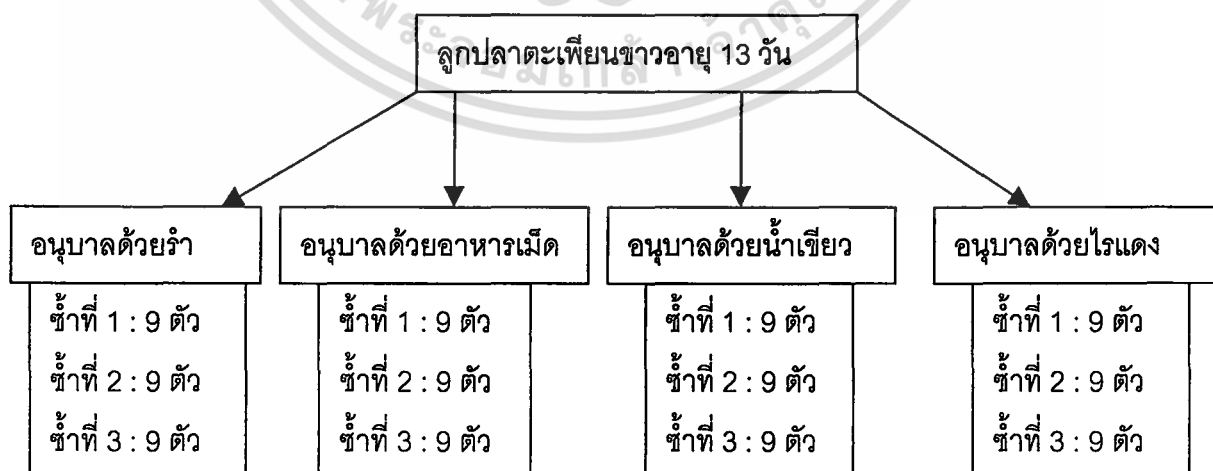 ลูกปลาตะเพียนขาวอายุ 13 วัน
อนุบาลด้วยรำ
ซ้ำที่ 1 : 9 ตัว
ซ้ำที่ 2 : 9 ตัว
ซ้ำที่ 3 : 9 ตัว
อนุบาลด้วยอาหารเม็ด
ซ้ำที่ 1 : 9 ตัว
ซ้ำที่ 2 : 9 ตัว
ซ้ำที่ 3 : 9 ตัว
อนุบาลด้วยน้ำเขียว
ซ้ำที่ 1 : 9 ตัว
ซ้ำที่ 2 : 9 ตัว
ซ้ำที่ 3 : 9 ตัว
อนุบาลด้วยไรแดง
ซ้ำที่ 1 : 9 ตัว
ซ้ำที่ 2 : 9 ตัว
ซ้ำที่ 3 : 9 ตัว